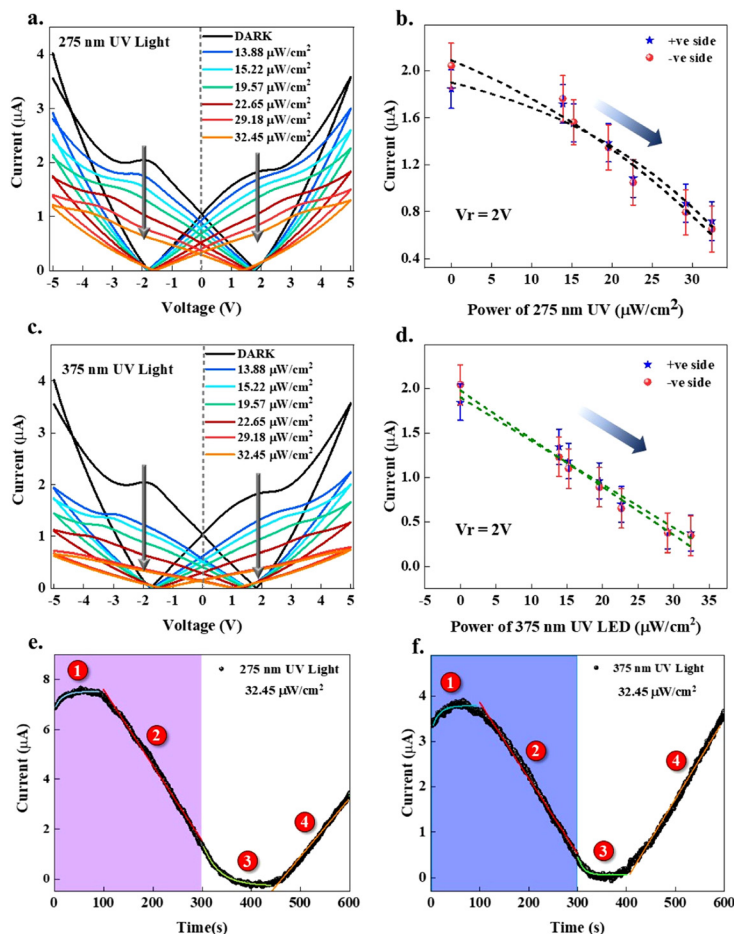 a.
275 nm UV Light
DARK
13.88 µW/cm²
15.22 µW/cm²
19.57 µW/cm²
22.65 µW/cm²
29.18 µW/cm²
32.45 µW/cm²
Current (µA)
5
4
3
2
1
0
-5 -4 -3 -2 -1 0 1 2 3 4 5
Voltage (V)
b.
+ve side
-ve side
Vr = 2V
Current (µA)
2.4
2.0
1.6
1.2
0.8
0.4
0 5 10 15 20 25 30
Power of 275 nm UV (µW/cm²)
c.
375 nm UV Light
DARK
13.88 µW/cm²
15.22 µW/cm²
19.57 µW/cm²
22.65 µW/cm²
29.18 µW/cm²
32.45 µW/cm²
Current (µA)
4
3
2
1
0
-5 -4 -3 -2 -1 0 1 2 3 4 5
Voltage (V)
d.
+ve side
-ve side
Vr = 2V
Current (µA)
2.0
1.5
1.0
0.5
0.0
-5 0 5 10 15 20 25 30 35
Power of 375 nm UV LED (µW/cm²)
e.
275 nm UV Light
32.45 µW/cm²
1
2
3
4
Current (µA)
8
6
4
2
0
0 100 200 300 400 500 600
Time(s)
f.
375 nm UV Light
32.45 µW/cm²
1
2
3
4
Current (µA)
4
3
2
1
0
0 100 200 300 400 500 600
Time (s)